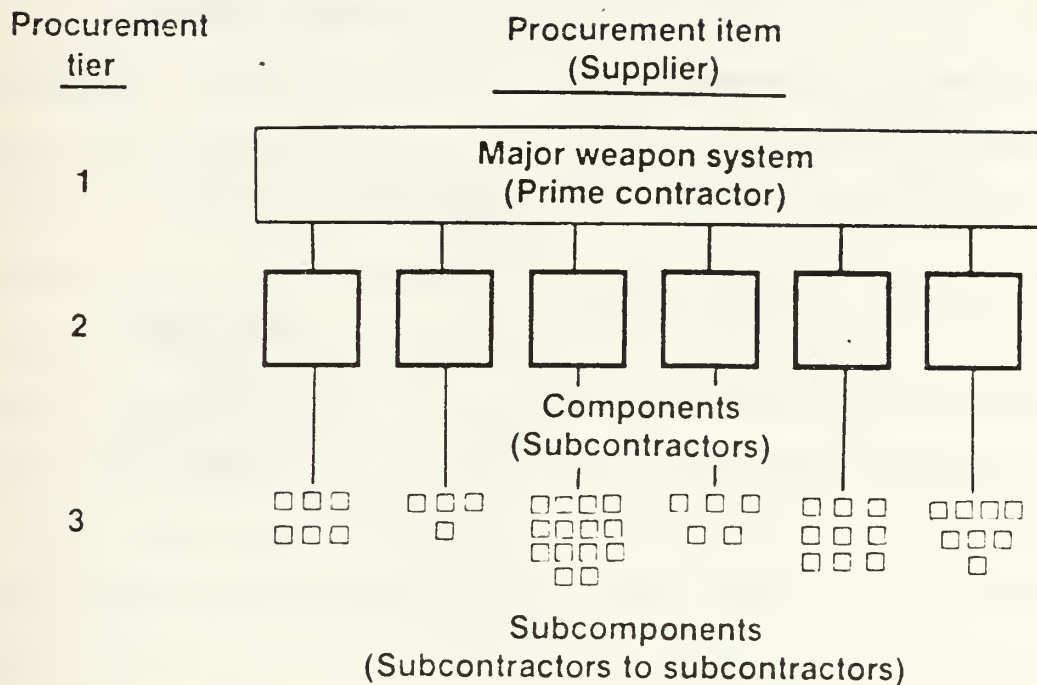 Procurement
tier
Procurement item
(Supplier)
1
Major weapon system
(Prime contractor)
2
Components
(Subcontractors)
3
Subcomponents
(Subcontractors to subcontractors)